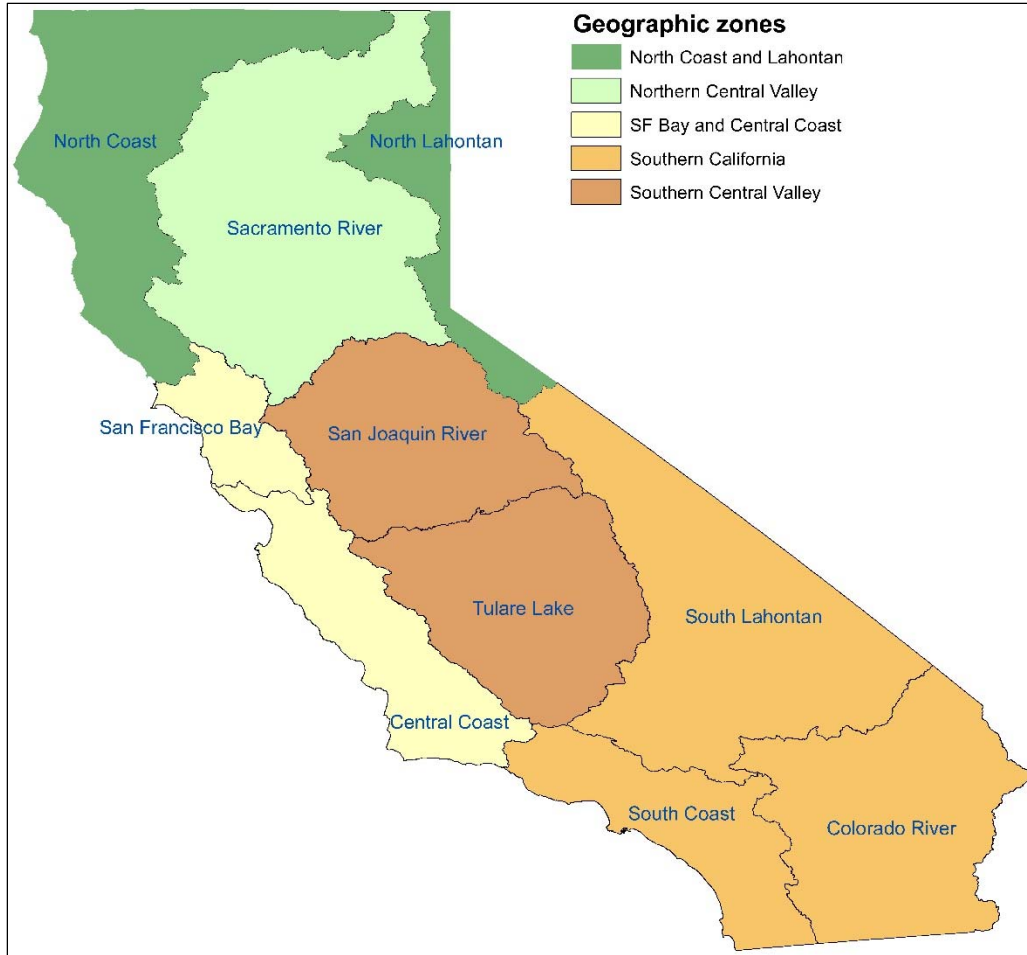 Geographic zones
North Coast and Lahontan
Northern Central Valley
SF Bay and Central Coast
Southern California
Southern Central Valley
North Coast
North Lahontan
Sacramento River
San Francisco Bay
San Joaquin River
Tulare Lake
South Lahontan
Central Coast
South Coast
Colorado River